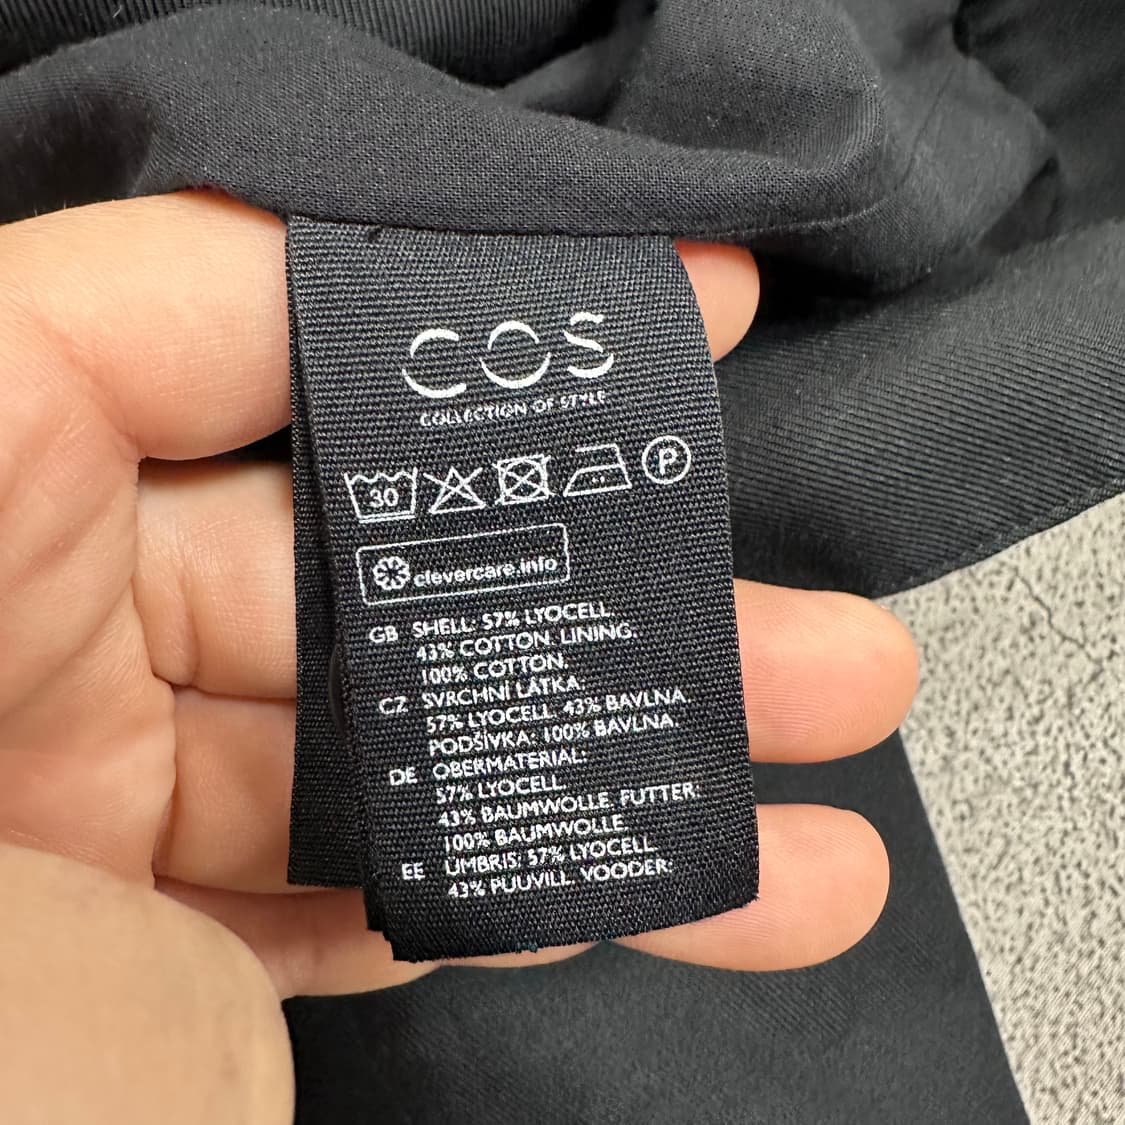 COS
COLLECTION OF STYLE
30 P
clevercare.info
GB SHELL: 57% LYOCELL
43% COTTON. LINING:
100% COTTON.
CZ SVRCHNÍ LÁTKA:
57% LYOCELL. 43% BAVLNA.
PODŠÍVKA: 100% BAVLNA.
DE OBERMATERIAL:
57% LYOCELL.
43% BAUMWOLLE. FUTTER:
100% BAUMWOLLE
EE ÜMBRIS: 57% LYOCELL
43% PUUVILL. VOODER: